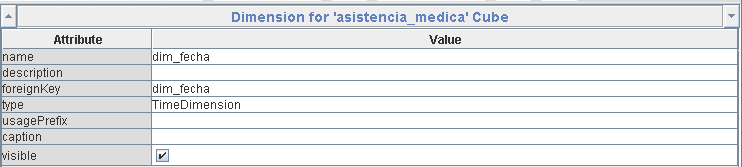 Dimension for 'asistencia_medica' Cube
Attribute Value
name dim_fecha
description
foreignKey dim_fecha
type TimeDimension
usagePrefix
caption
visible